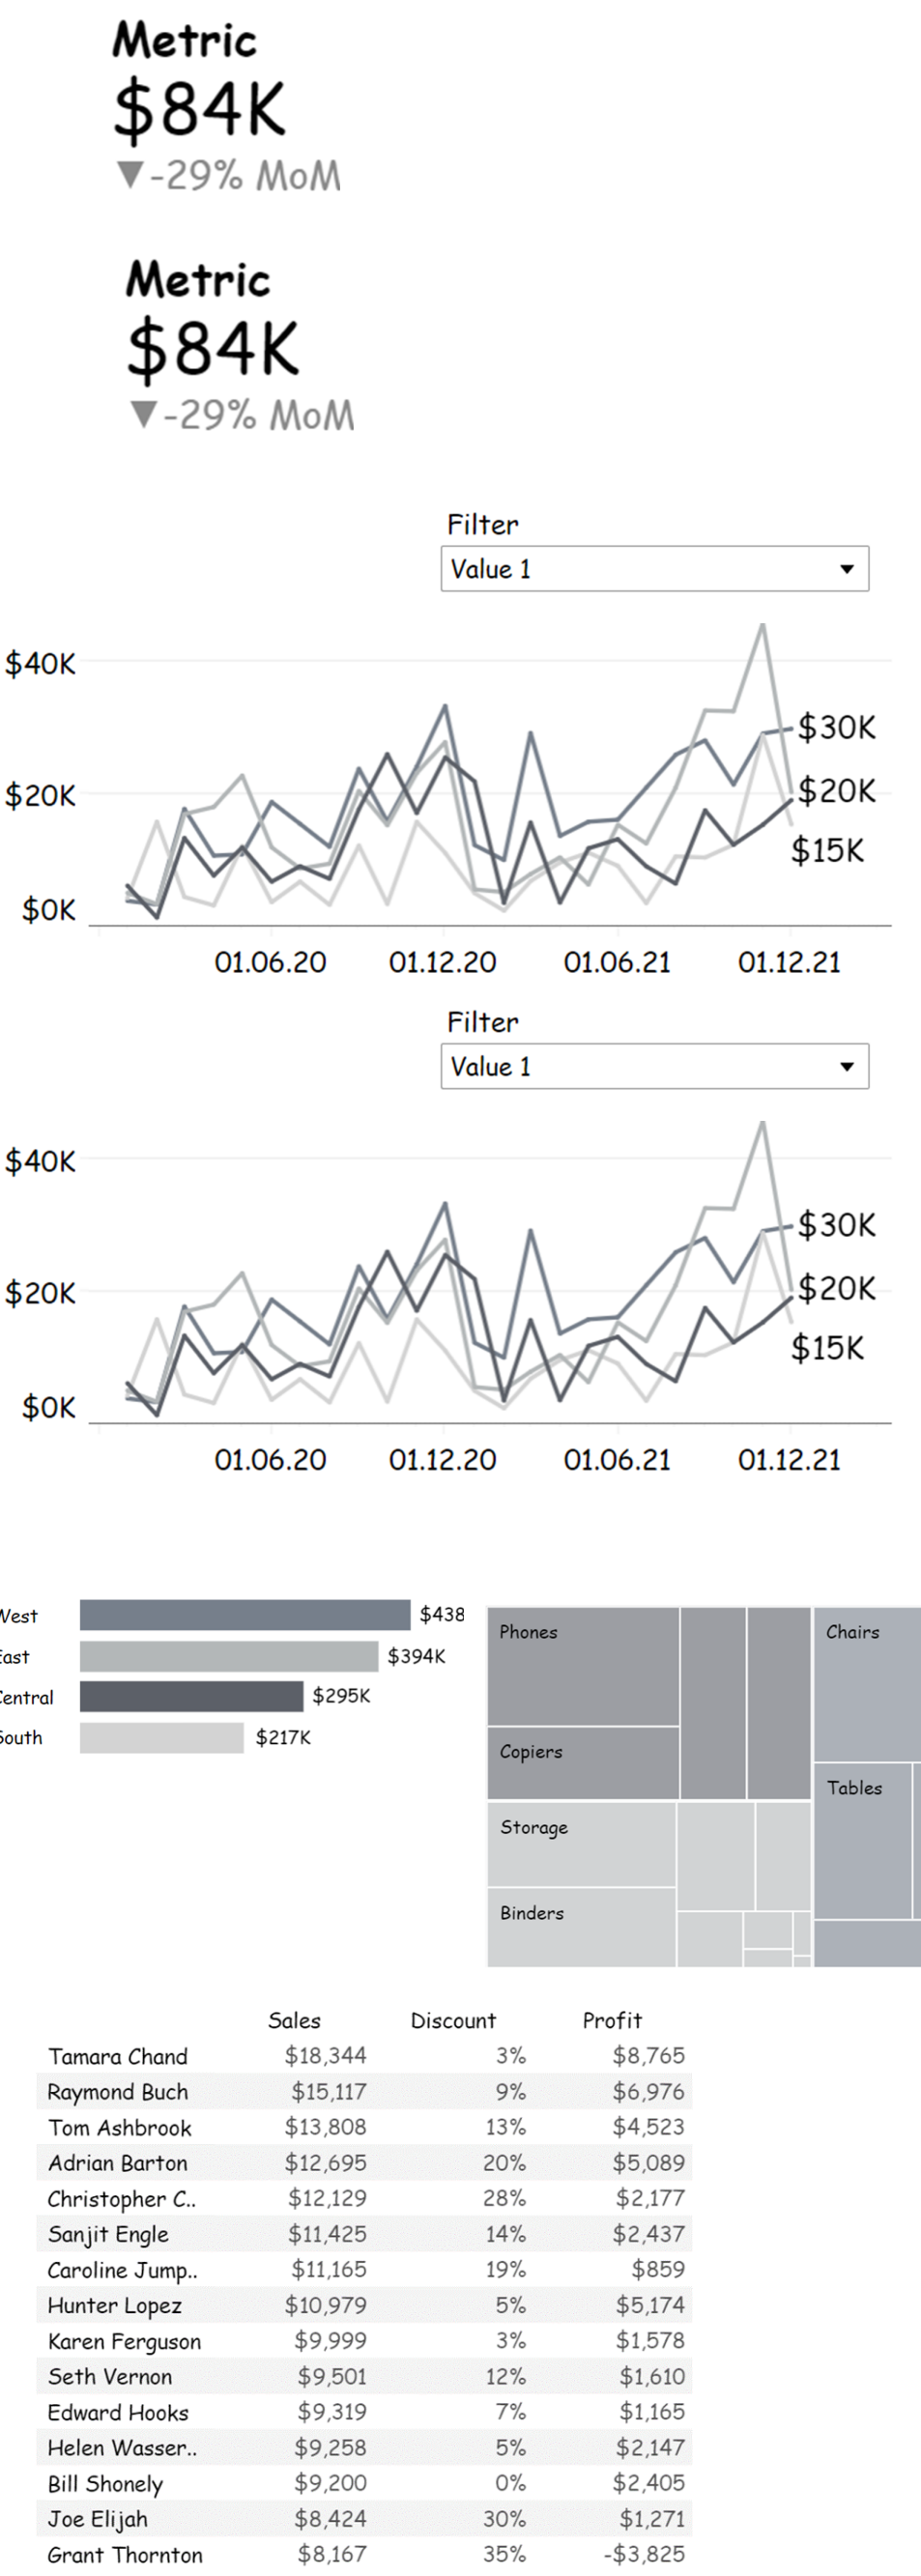 Metric
$84K
▼-29% MoM
Metric
$84K
▼-29% MoM
Filter
Value 1
$40K
$30K
$20K
$20K
$15K
$0K
01.06.20 01.12.20 01.06.21 01.12.21
Filter
Value 1
$40K
$30K
$20K
$20K
$15K
$0K
01.06.20 01.12.20 01.06.21 01.12.21
West $438
East $394K
Central $295K
South $217K
Phones
Chairs
Copiers
Tables
Storage
Binders
Sales Discount Profit
Tamara Chand $18,344 3% $8,765
Raymond Buch $15,117 9% $6,976
Tom Ashbrook $13,808 13% $4,523
Adrian Barton $12,695 20% $5,089
Christopher C.. $12,129 28% $2,177
Sanjit Engle $11,425 14% $2,437
Caroline Jump.. $11,165 19% $859
Hunter Lopez $10,979 5% $5,174
Karen Ferguson $9,999 3% $1,578
Seth Vernon $9,501 12% $1,610
Edward Hooks $9,319 7% $1,165
Helen Wasser.. $9,258 5% $2,147
Bill Shonely $9,200 0% $2,405
Joe Elijah $8,424 30% $1,271
Grant Thornton $8,167 35% -$3,825